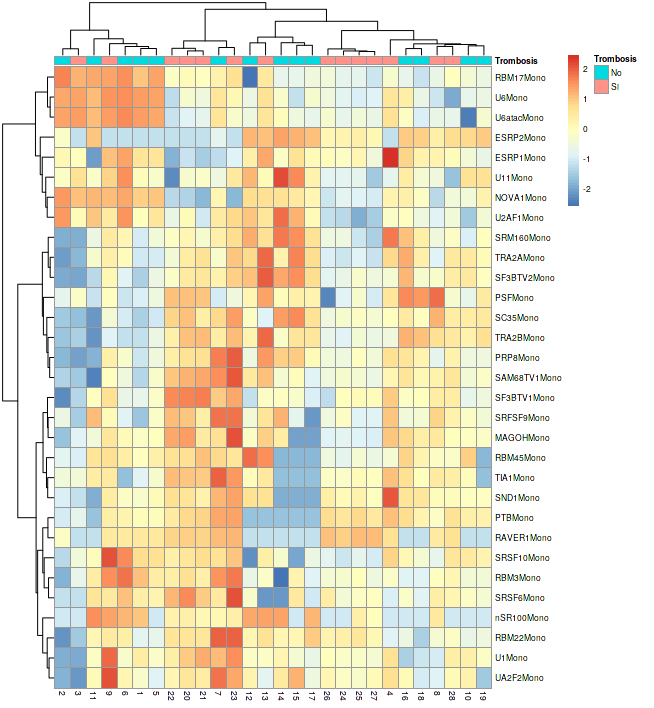 Trombosis
RBM17Mono
U6Mono
U6atacMono
ESRP2Mono
ESRP1Mono
U11Mono
NOVA1Mono
U2AF1Mono
SRM160Mono
TRA2AMono
SF3BTV2Mono
PSFMono
SC35Mono
TRA2BMono
PRP8Mono
SAM68TV1Mono
SF3BTV1Mono
SRFSF9Mono
MAGOHMono
RBM45Mono
TIA1Mono
SND1Mono
PTBMono
RAVER1Mono
SRSF10Mono
RBM3Mono
SRSF6Mono
nSR100Mono
RBM22Mono
U1Mono
UA2F2Mono
2 3 11 9 6 1 5 22 20 21 7 23 12 13 14 15 17 26 24 25 27 4 16 18 8 28 10 19
2
1
0
-1
-2
Trombosis
No
SI